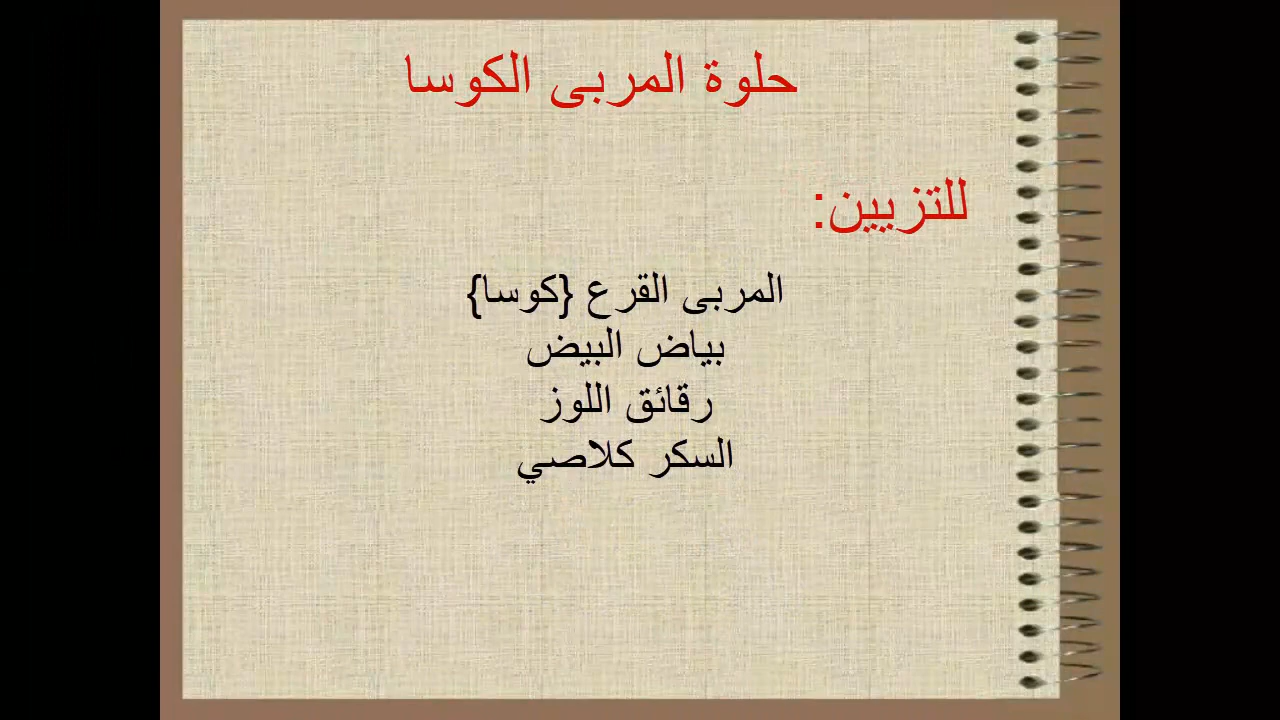 حلوة المربى الكوسا
للتزيين:
المربى القرع {كوسا}
بياض البيض
رقائق اللوز
السكر كلاصي